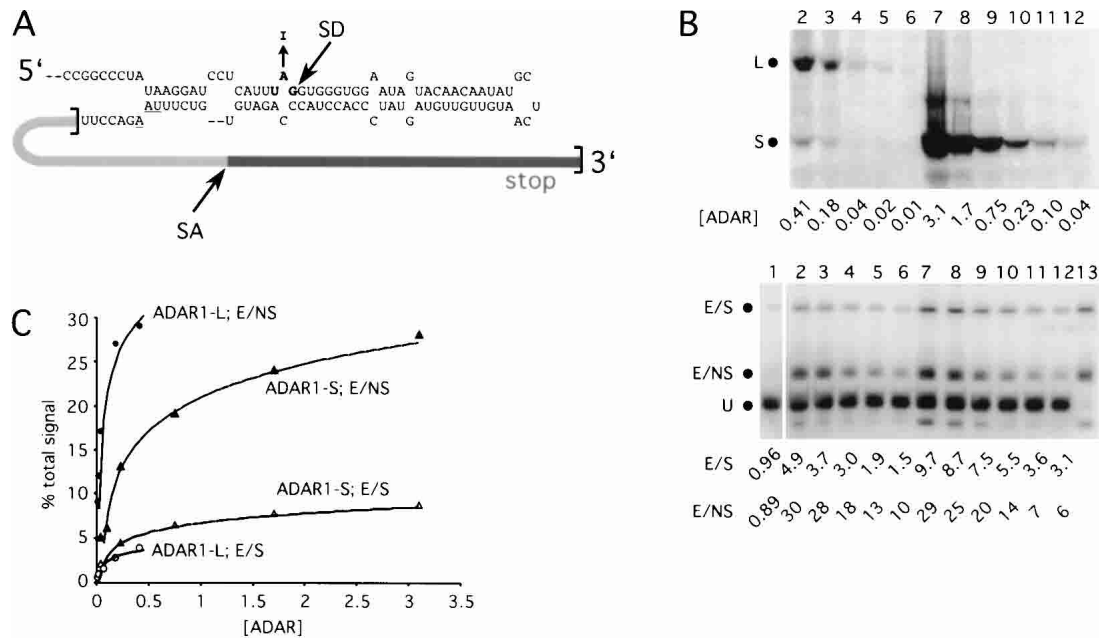 A
I
SD
5‘
--CCGGCCCUA CCU A A G GC
UAAGGAU CAUUU GGUGGGUGG AUA UACAACAAUAU
AUUUCUG GUAGA CCAUCCACC UAU AUGUUGUUGUA U
UUCCAGA --U C C G AC
3‘
stop
SA
B
2 3 4 5 6 7 8 9 10 11 12
L ●
S ●
[ADAR] 0.41 0.18 0.04 0.02 0.01 3.1 1.7 0.75 0.23 0.10 0.04
1 2 3 4 5 6 7 8 9 10 11 12 13
E/S ●
E/NS ●
U ●
E/S 0.96 4.9 3.7 3.0 1.9 1.5 9.7 8.7 7.5 5.5 3.6 3.1
E/NS 0.89 30 28 18 13 10 29 25 20 14 7 6
C
ADAR1-L; E/NS
ADAR1-S; E/NS
ADAR1-S; E/S
ADAR1-L; E/S
% total signal
30
25
20
15
10
5
0
0 0.5 1 1.5 2 2.5 3 3.5
[ADAR]